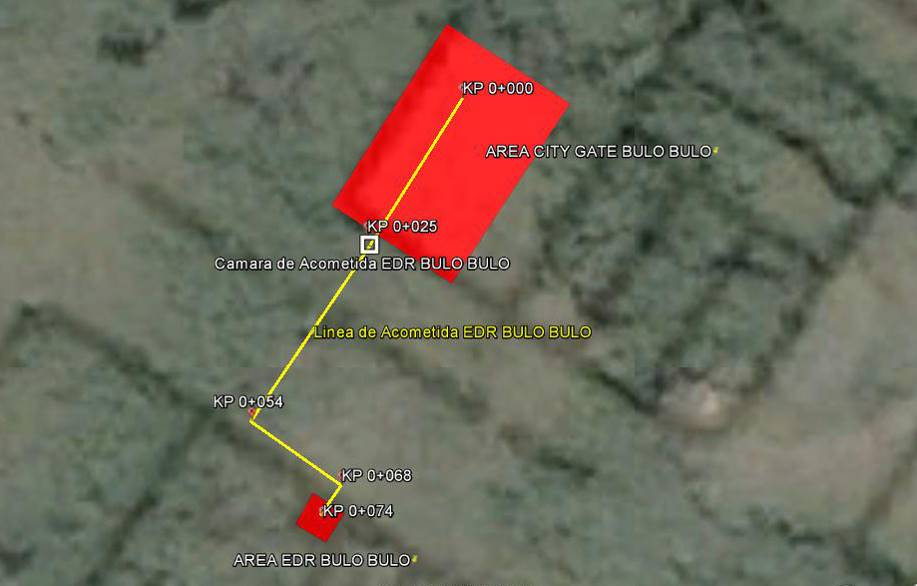 KP 0+000
AREA CITY GATE BULO BULO
KP 0+025
Camara de Acometida EDR BULO BULO
Linea de Acometida EDR BULO BULO
KP 0+054
KP 0+068
KP 0+074
AREA EDR BULO BULO